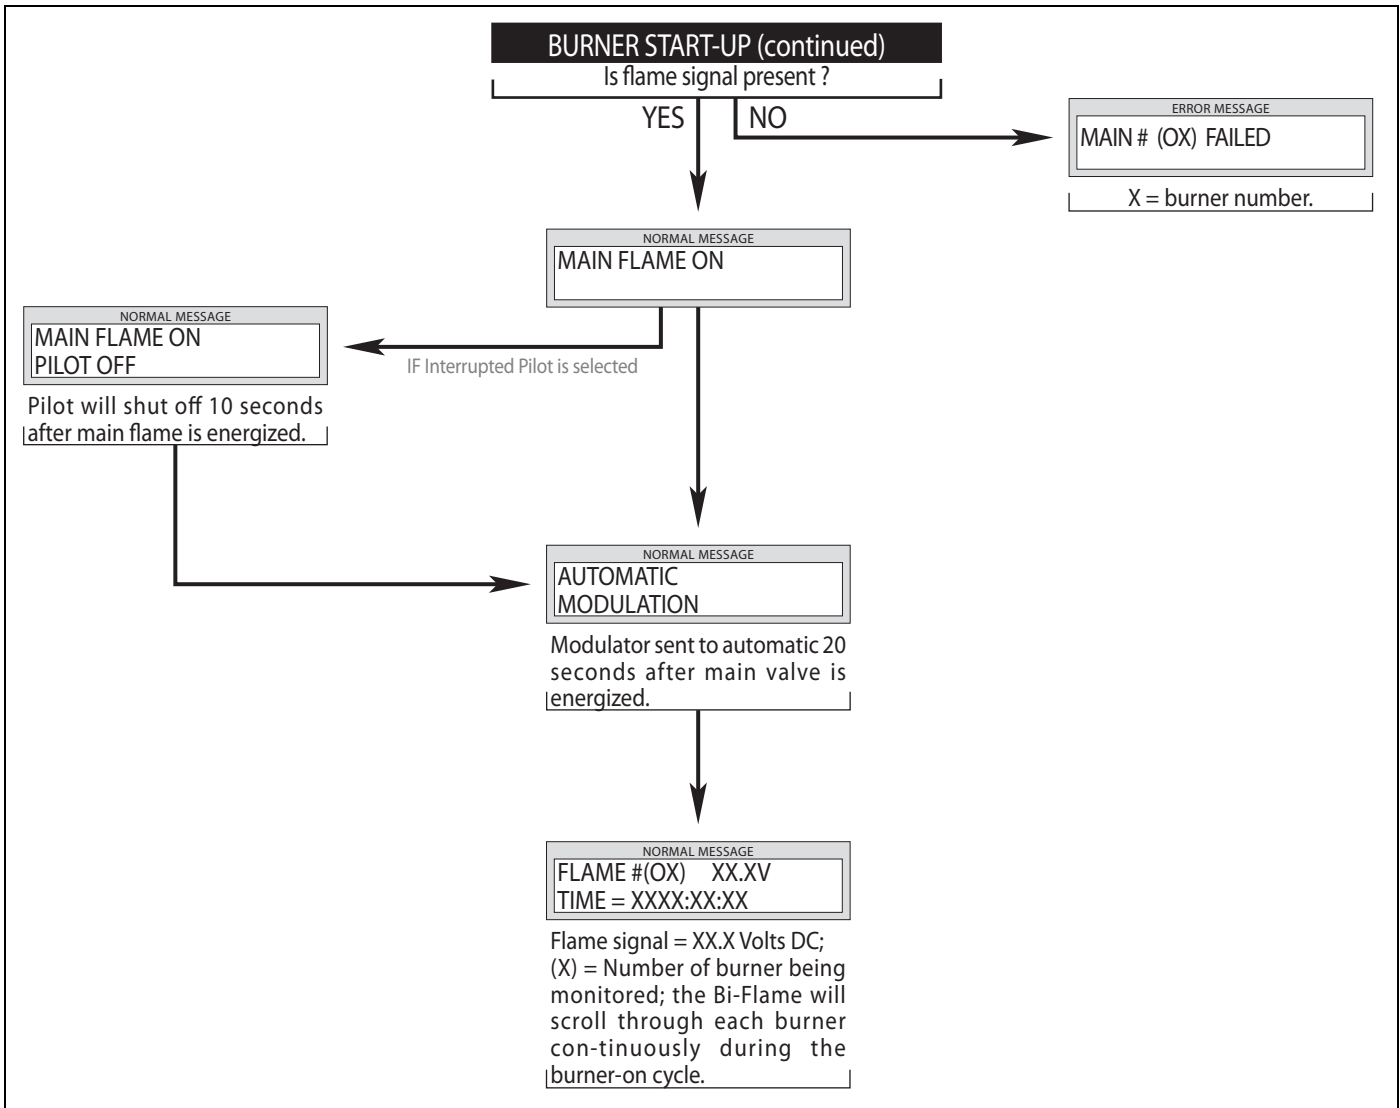 BURNER START-UP (continued)
Is flame signal present ?
YES
NO
ERROR MESSAGE
MAIN # (OX) FAILED
X = burner number.
NORMAL MESSAGE
MAIN FLAME ON
NORMAL MESSAGE
MAIN FLAME ON
PILOT OFF
IF Interrupted Pilot is selected
Pilot will shut off 10 seconds
after main flame is energized.
NORMAL MESSAGE
AUTOMATIC
MODULATION
Modulator sent to automatic 20
seconds after main valve is
energized.
NORMAL MESSAGE
FLAME #(OX) XX.XV
TIME = XXXX:XX:XX
Flame signal = XX.X Volts DC;
(X) = Number of burner being
monitored; the Bi-Flame will
scroll through each burner
con-tinuously during the
burner-on cycle.